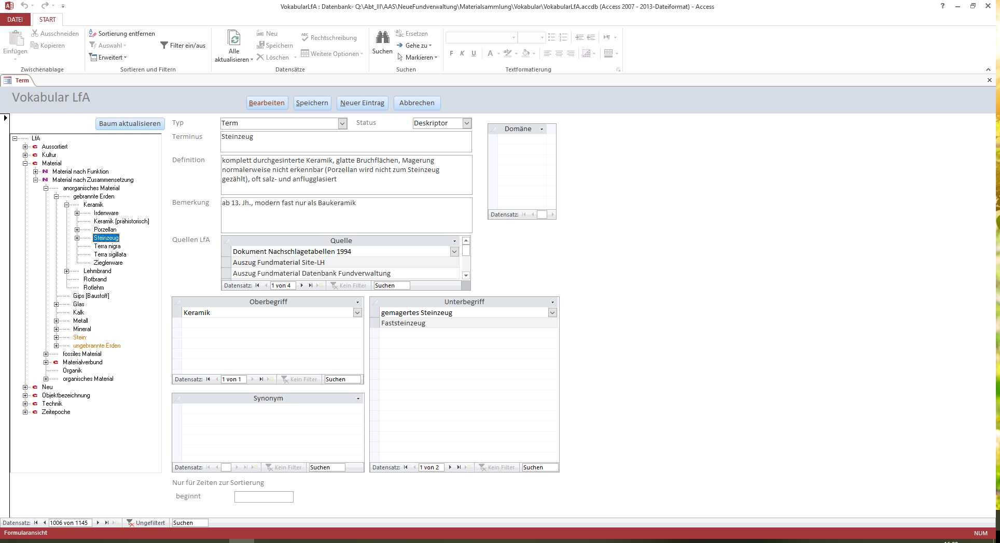 VokabularLfA : Datenbank- Q:\Abt_III\AAS\NeueFundverwaltung\Materialsammlung\Vokabular\VokabularLfA.accdb (Access 2007 - 2013-Dateiformat) - Access
DATEI START
Einfügen
Ausschneiden
Kopieren
Zwischenablage
Sortierung entfernen
Auswahl
Erweitert
Filter ein/aus
Sortieren und Filtern
Alle
aktualisieren
Neu
Speichern
Löschen
Rechtschreibung
Weitere Optionen
Datensätze
Suchen
Ersetzen
Gehe zu
Markieren
Suchen
F K U A
Textformatierung
Term
Vokabular LfA
Bearbeiten Speichern Neuer Eintrag Abbrechen
Baum aktualisieren
LfA
Aussortiert
Kultur
Material
Material nach Funktion
Material nach Zusammensetzung
anorganisches Material
gebrannte Erden
Keramik
Irdenware
Keramik [prähistorisch]
Porzellan
Steinzeug
Terra nigra
Terra sigillata
Zieglerware
Lehmbrand
Rotbrand
Rotlehm
Gips [Baustoff]
Glas
Kalk
Metall
Mineral
Stein
ungebrannte Erden
fossiles Material
Materialverbund
Organik
organisches Material
Neu
Objektbezeichnung
Technik
Zeitepoche
Typ Term Status Deskriptor
Terminus Steinzeug
Definition komplett durchgesinterte Keramik, glatte Bruchflächen, Magerung
normalerweise nicht erkennbar (Porzellan wird nicht zum Steinzeug
gezählt), oft salz- und anflugglasiert
Bemerkung ab 13. Jh., modern fast nur als Baukeramik
Quellen LfA Quelle
Dokument Nachschlagetabellen 1994
Auszug Fundmaterial Site-LH
Auszug Fundmaterial Datenbank Fundverwaltung
Datensatz: 1 von 4 Kein Filter Suchen
Domäne
Datensatz:
Oberbegriff
Keramik
Datensatz: 1 von 1 Kein Filter Suchen
Unterbegriff
gemagertes Steinzeug
Faststeinzeug
Datensatz: 1 von 2 Kein Filter Suchen
Synonym
Datensatz: Kein Filter Suchen
Nur für Zeiten zur Sortierung
beginnt
Datensatz: 1006 von 1145 Ungefiltert Suchen
Formularansicht NUM